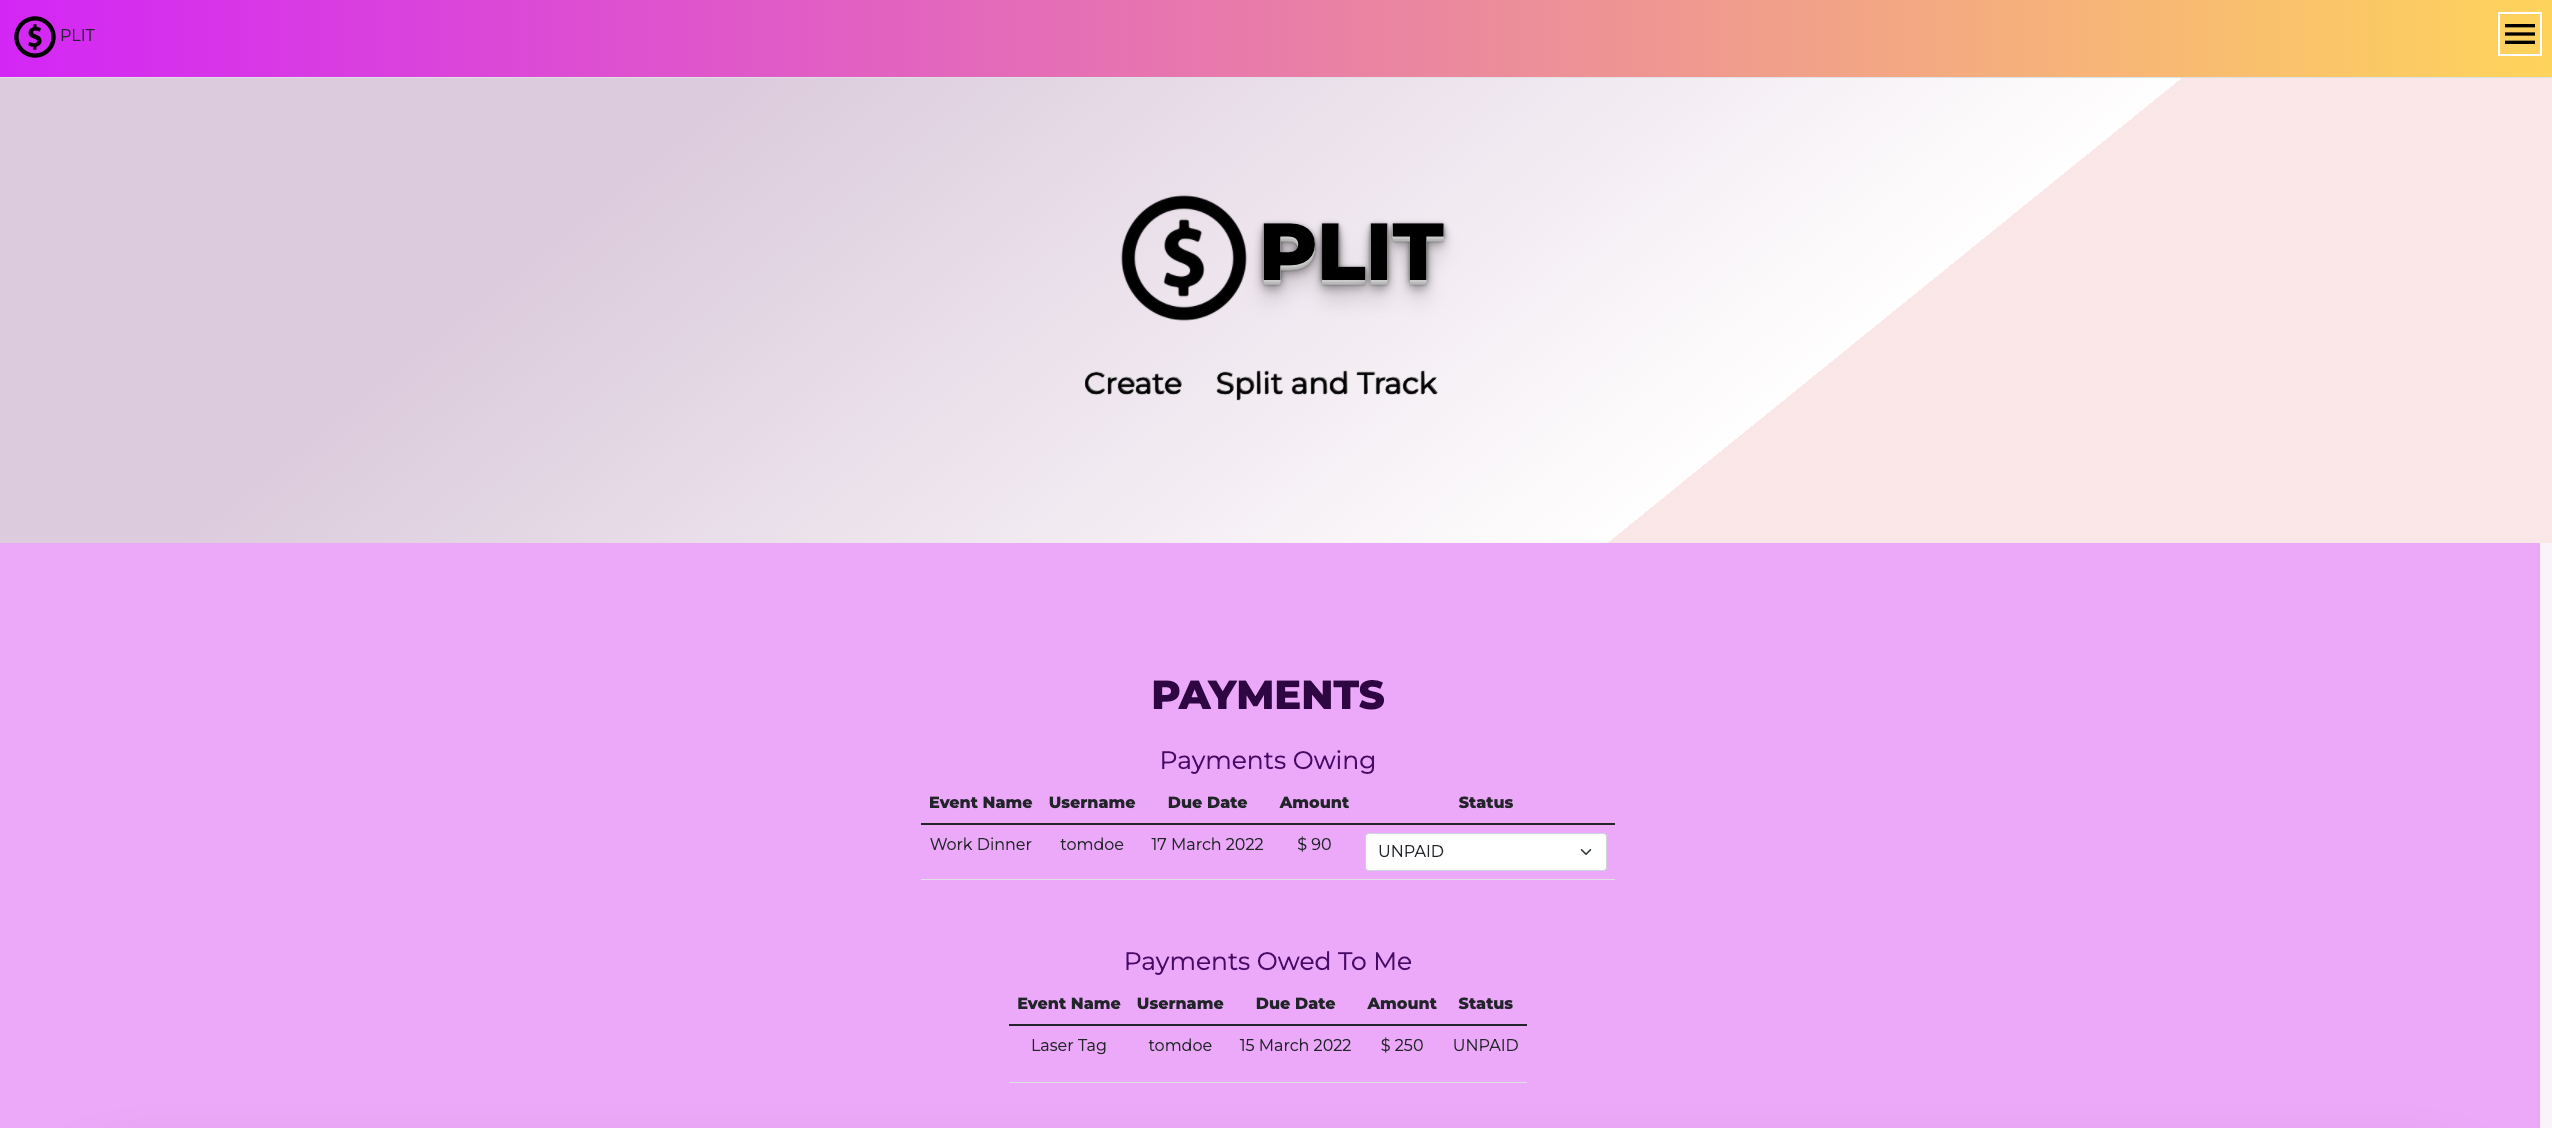 $ PLIT
$ PLIT
Create Split and Track
PAYMENTS
Payments Owing
Event Name Username Due Date Amount Status
Work Dinner tomdoe 17 March 2022 $ 90 UNPAID
Payments Owed To Me
Event Name Username Due Date Amount Status
Laser Tag tomdoe 15 March 2022 $ 250 UNPAID